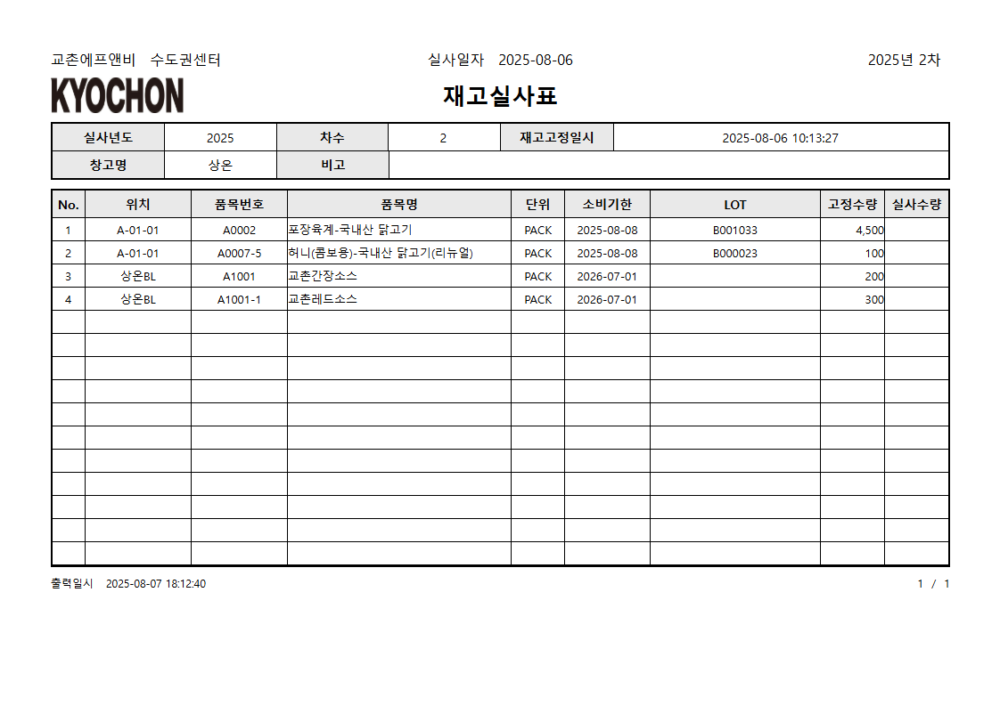 교촌에프앤비 수도권센터 실사일자 2025-08-06 2025년 2차
KYOCHON 재고실사표
실사년도 2025 차수 2 재고고정일시 2025-08-06 10:13:27
창고명 상온 비고
No. 위치 품목번호 품목명 단위 소비기한 LOT 고정수량 실사수량
1 A-01-01 A0002 포장육계-국내산 닭고기 PACK 2025-08-08 B001033 4,500
2 A-01-01 A0007-5 허니(콤보용)-국내산 닭고기(리뉴얼) PACK 2025-08-08 B000023 100
3 상온BL A1001 교촌간장소스 PACK 2026-07-01 200
4 상온BL A1001-1 교촌레드소스 PACK 2026-07-01 300
출력일시 2025-08-07 18:12:40 1 / 1